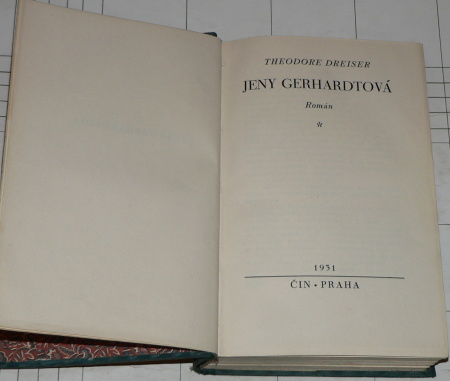 THEODORE DREISER
JENY GERHARDTOVÁ
Román
*
1931
ČIN • PRAHA